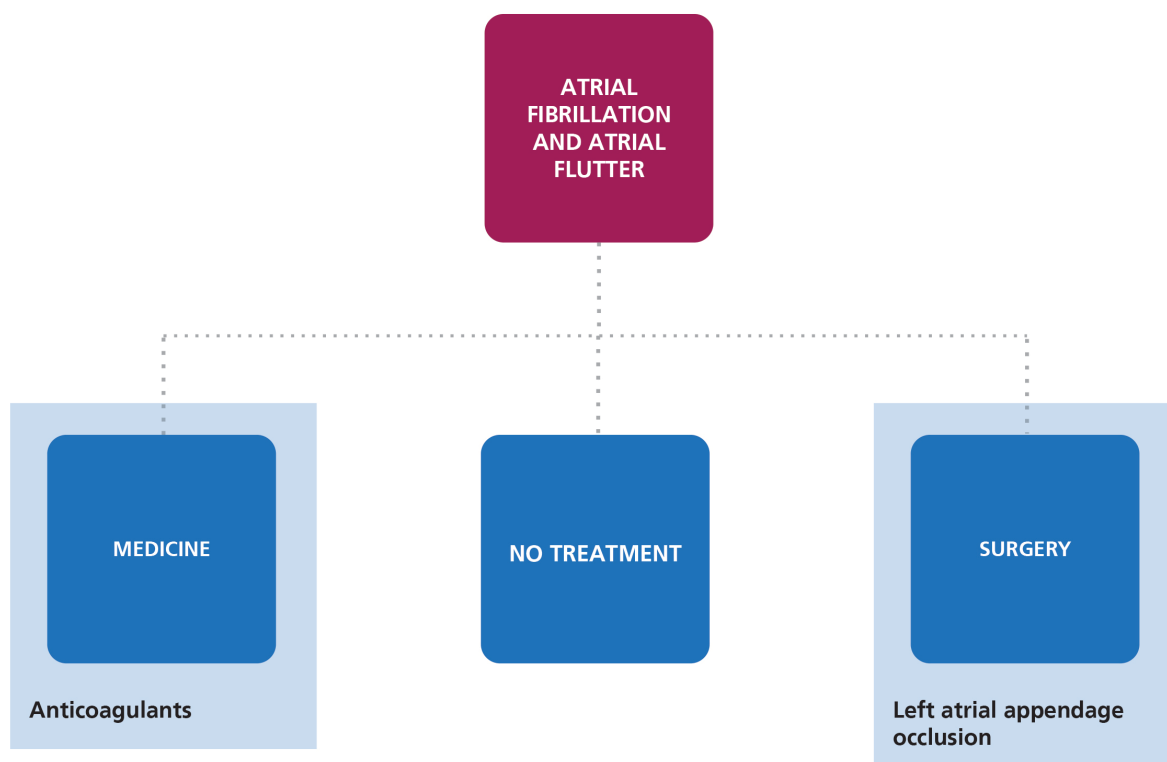 ATRIAL
FIBRILLATION
AND ATRIAL
FLUTTER
MEDICINE
NO TREATMENT
SURGERY
Anticoagulants
Left atrial appendage
occlusion